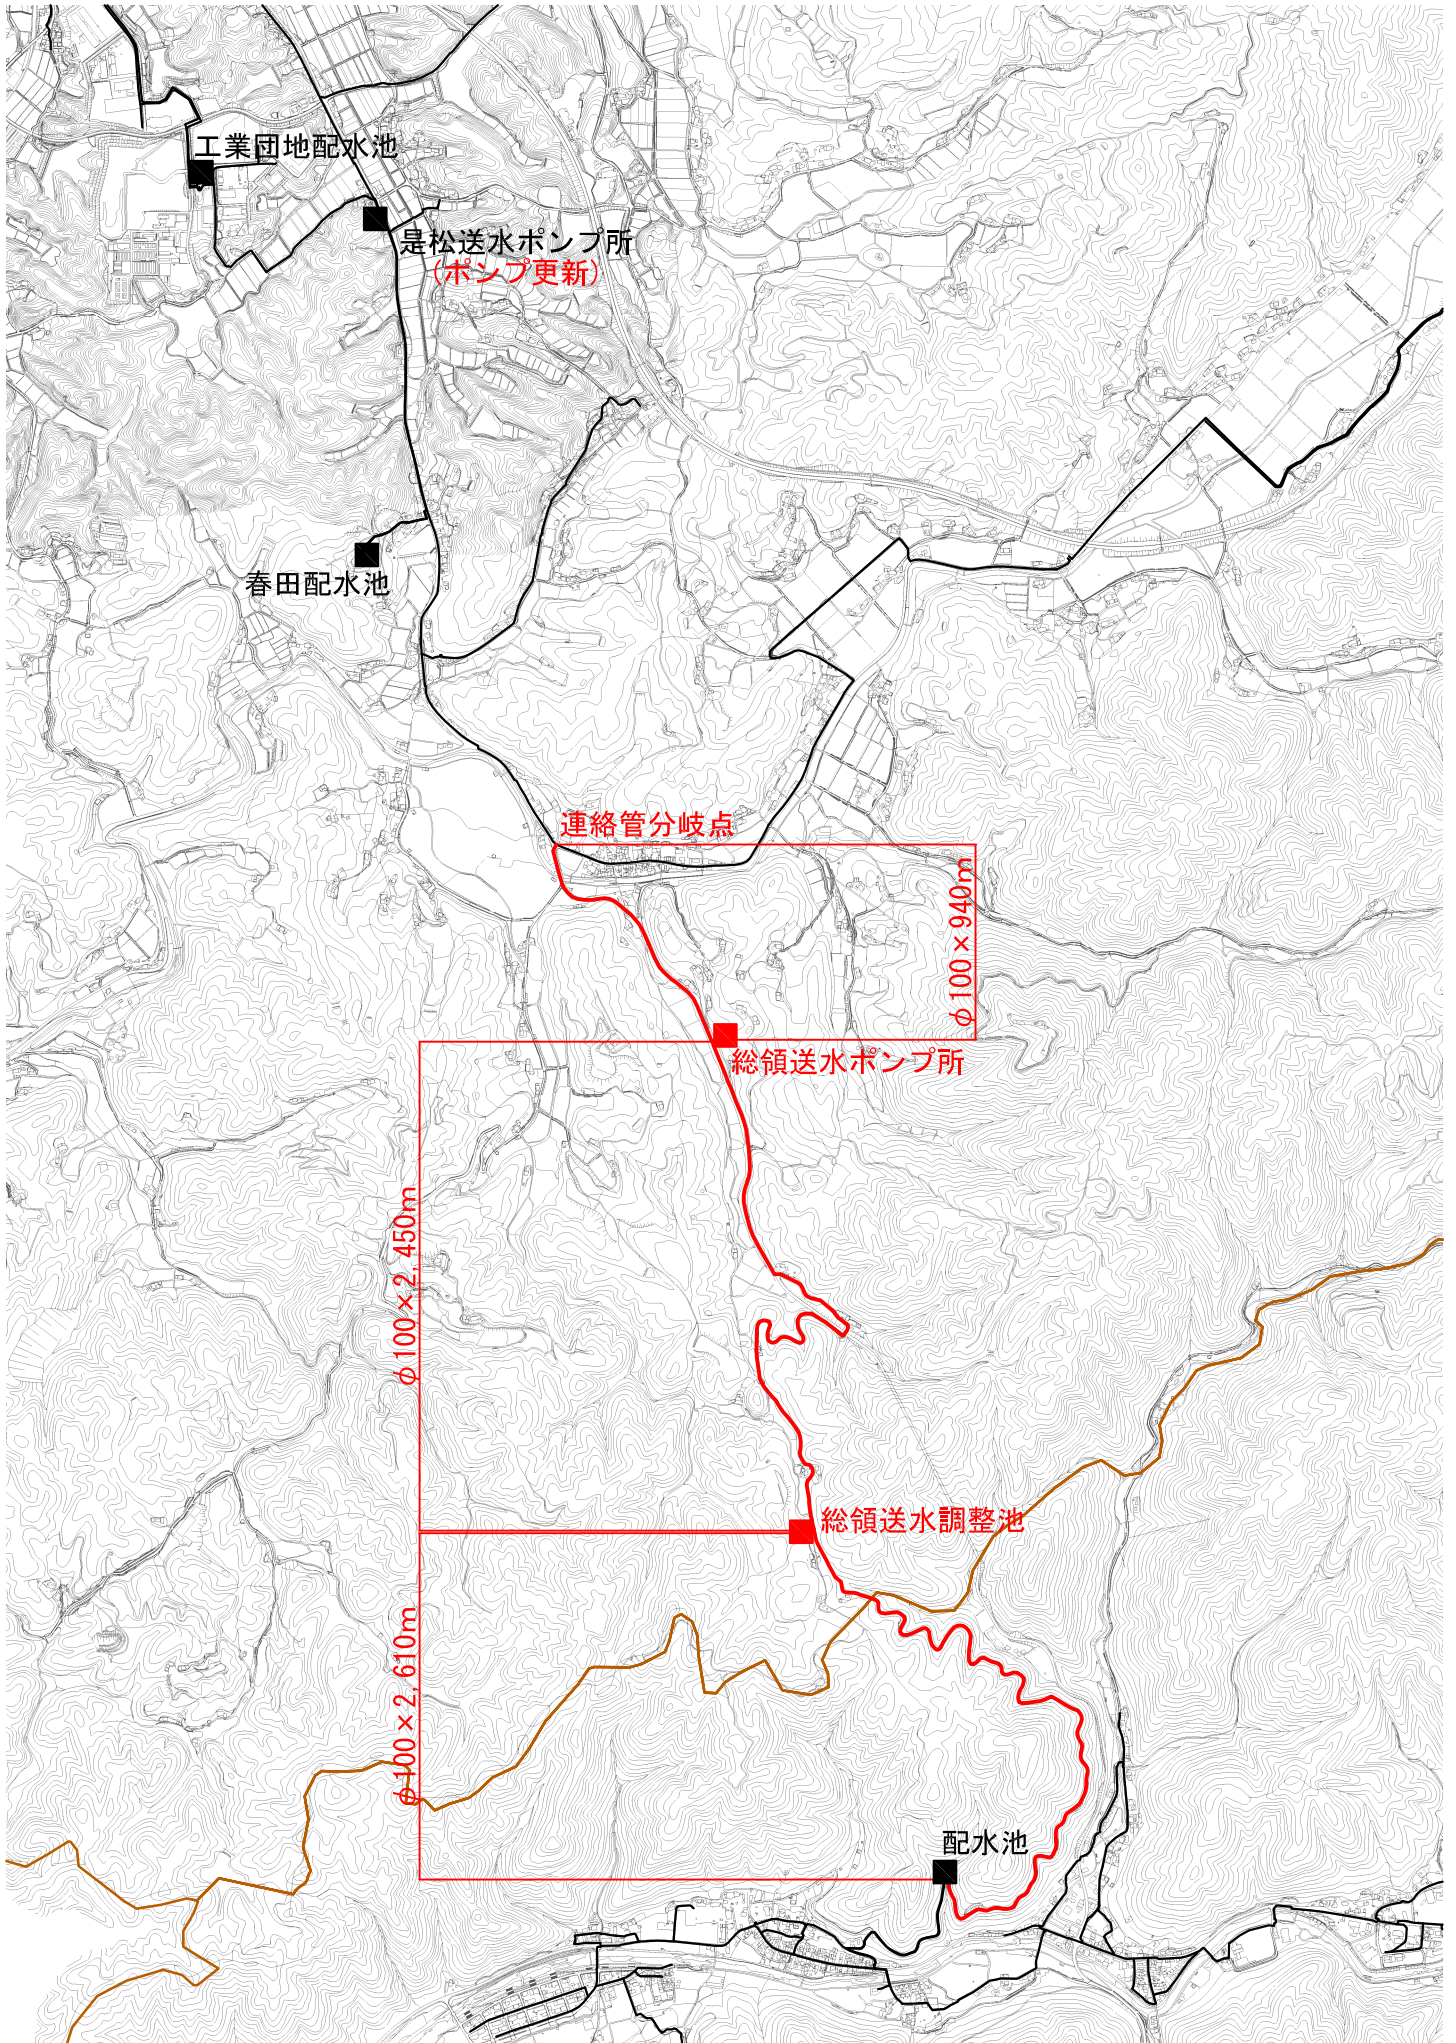 工業団地配水池
是松送水ポンプ所
(ポンプ更新)
春田配水池
連絡管分岐点
φ100×940m
総領送水ポンプ所
φ100×2,450m
総領送水調整池
φ100×2,610m
配水池